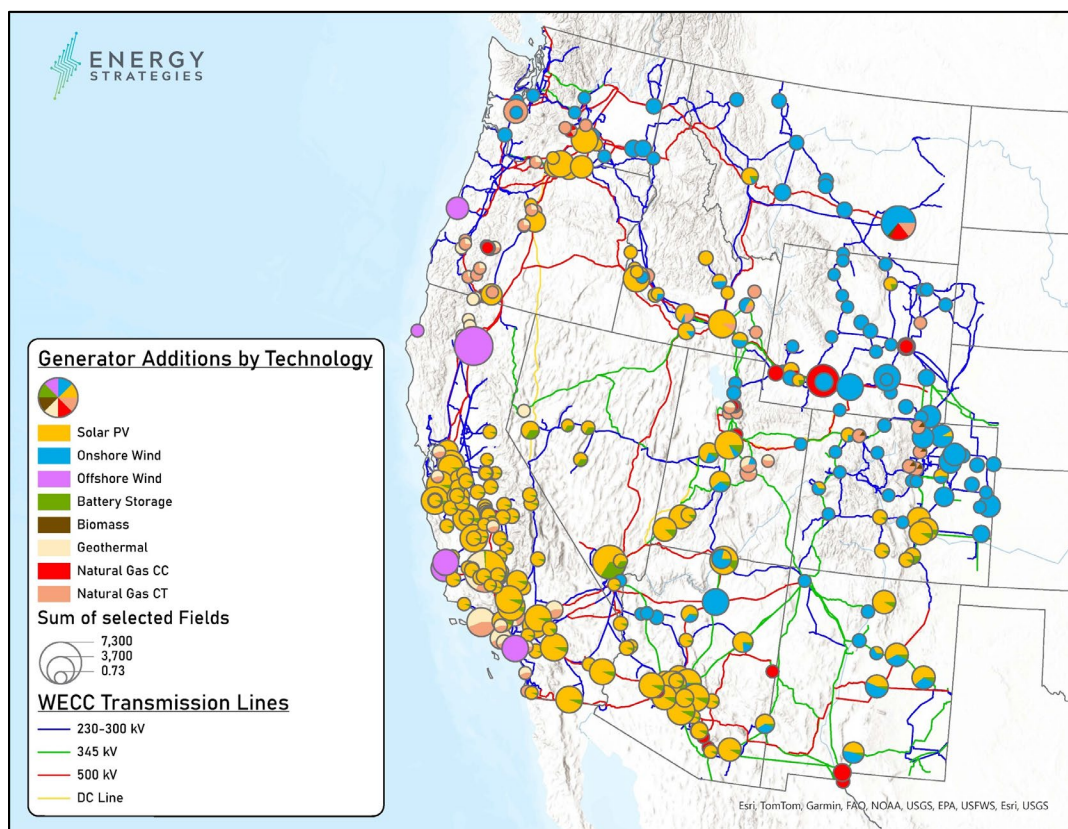 ENERGY
STRATEGIES
Generator Additions by Technology
Solar PV
Onshore Wind
Offshore Wind
Battery Storage
Biomass
Geothermal
Natural Gas CC
Natural Gas CT
Sum of selected Fields
7,300
3,700
0.73
WECC Transmission Lines
230-300 kV
345 kV
500 kV
DC Line
Esri, TomTom, Garmin, FAO, NOAA, USGS, EPA, USFWS, Esri, USGS